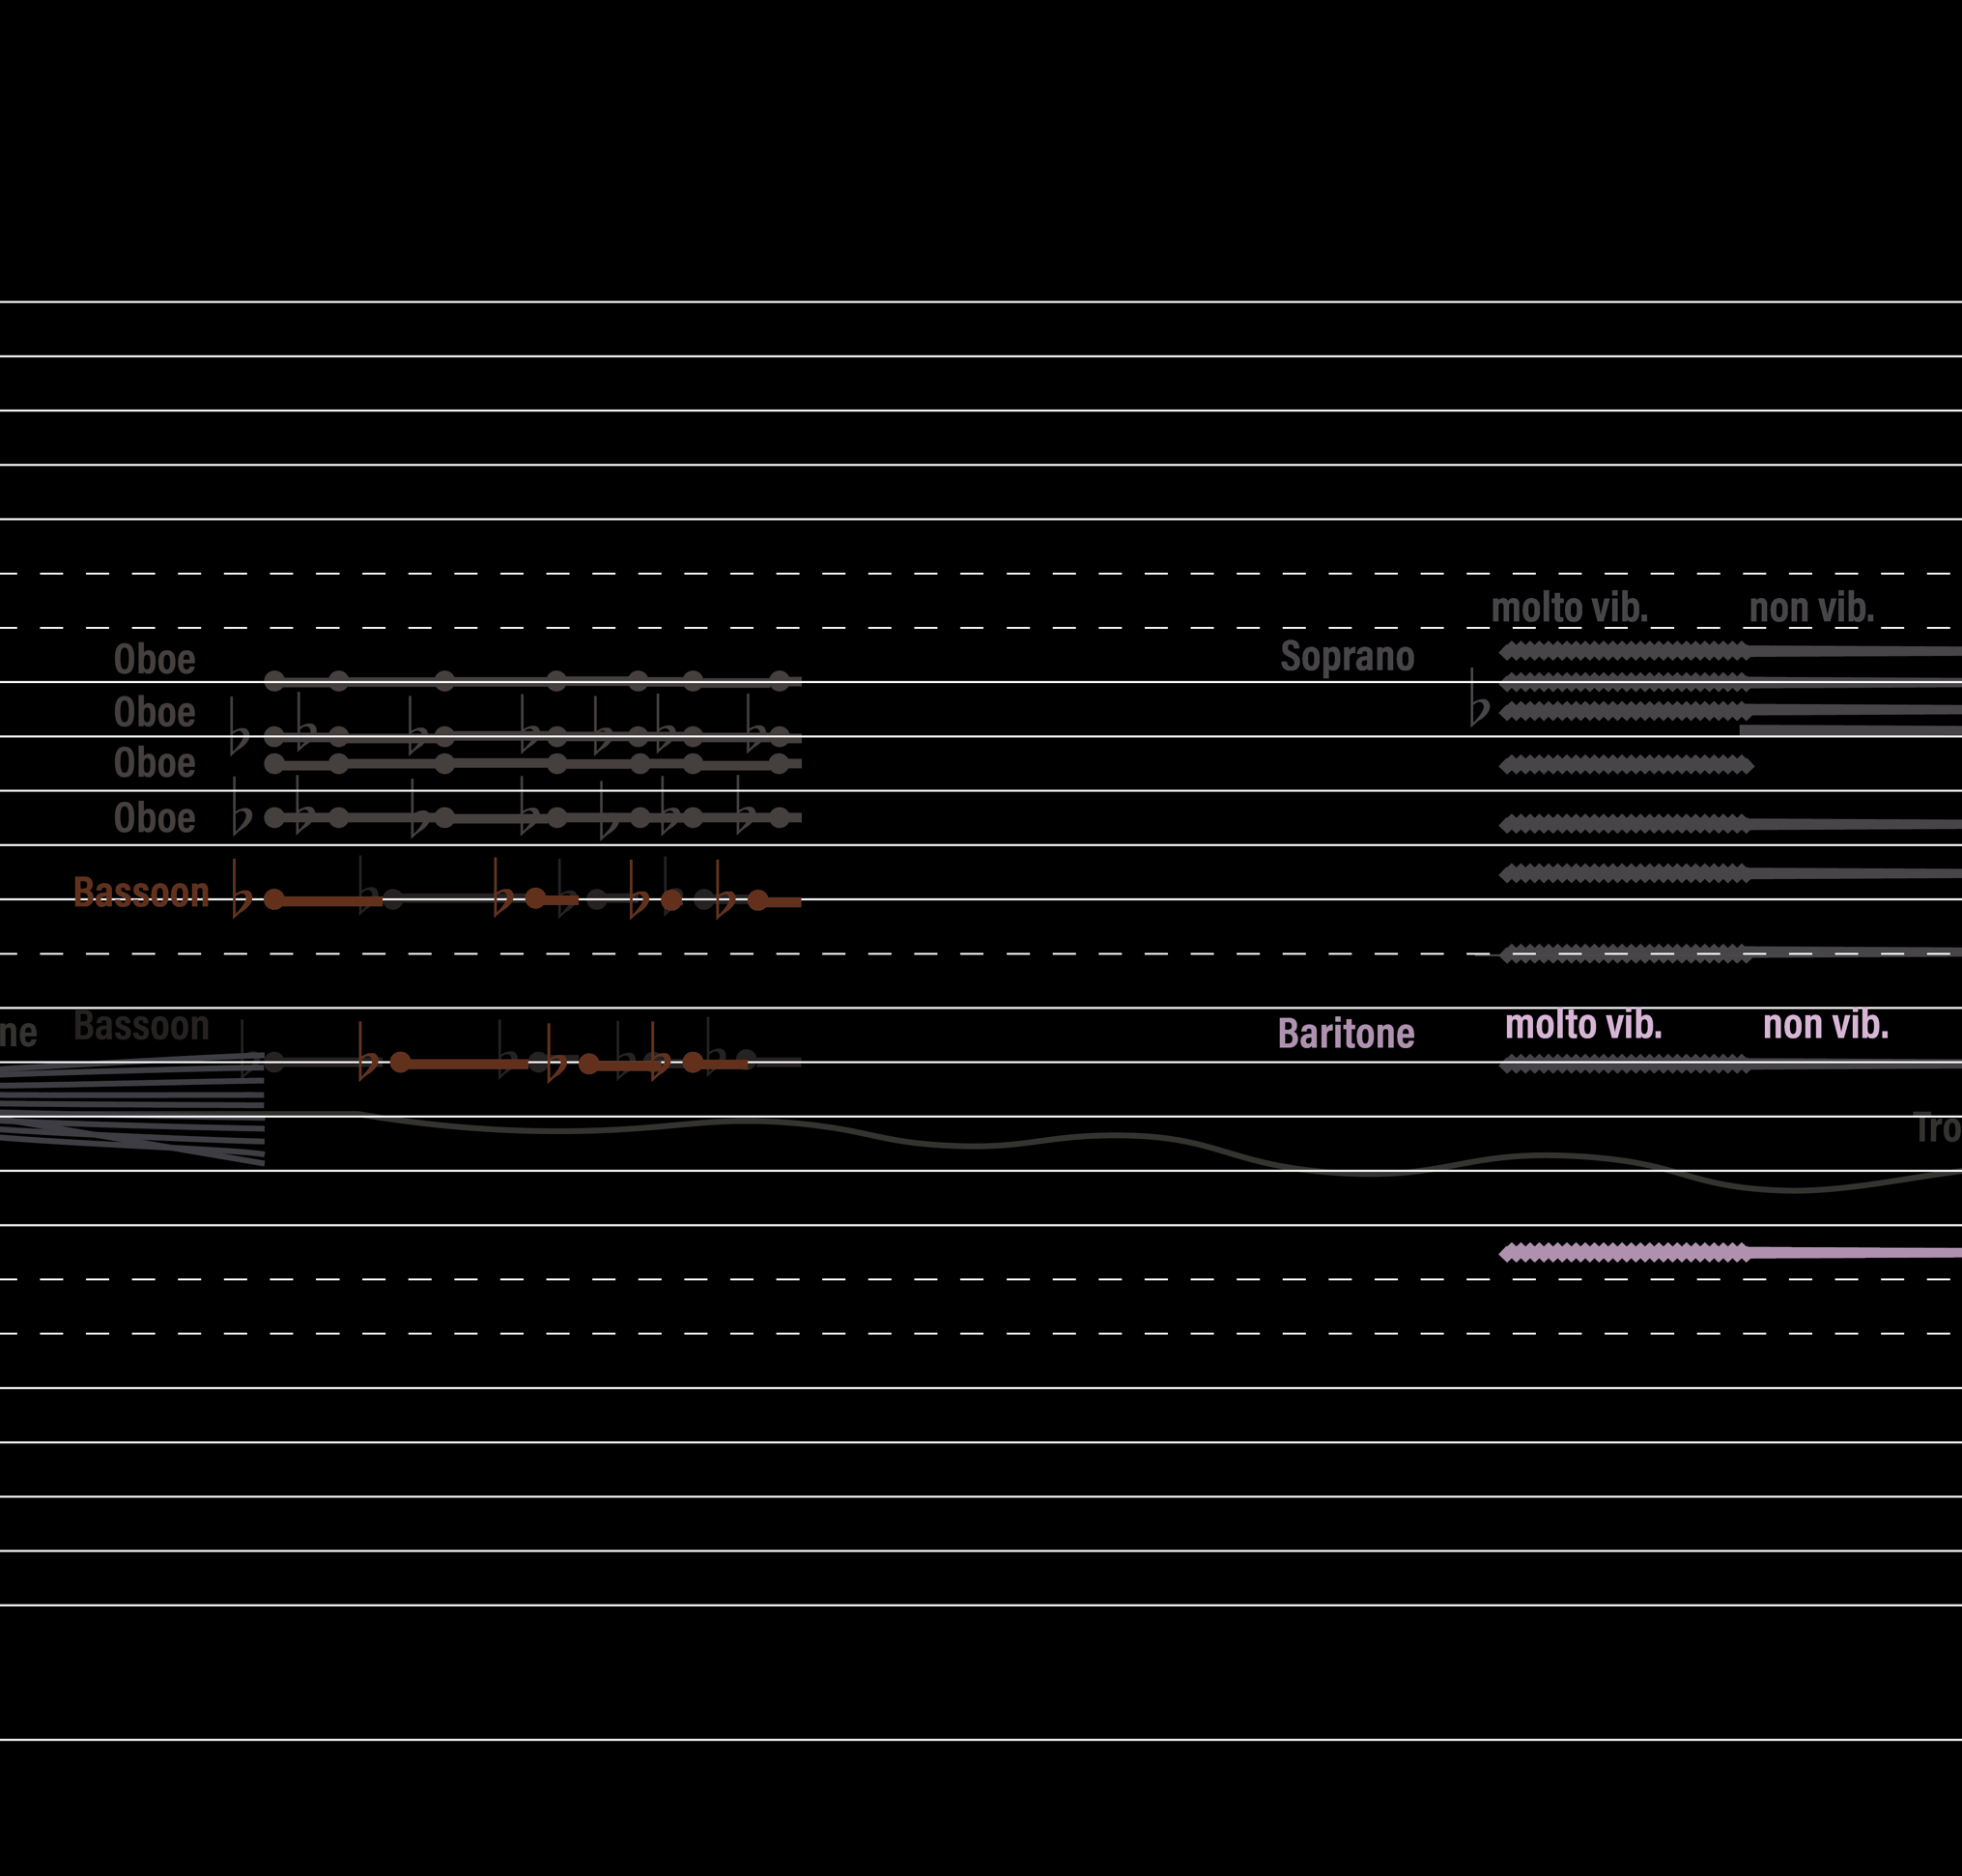 molto vib. non vib.
Oboe
Soprano
Oboe
Oboe
Oboe
Bassoon
Bassoon
ne
Baritone
molto vib. non vib.
Tro